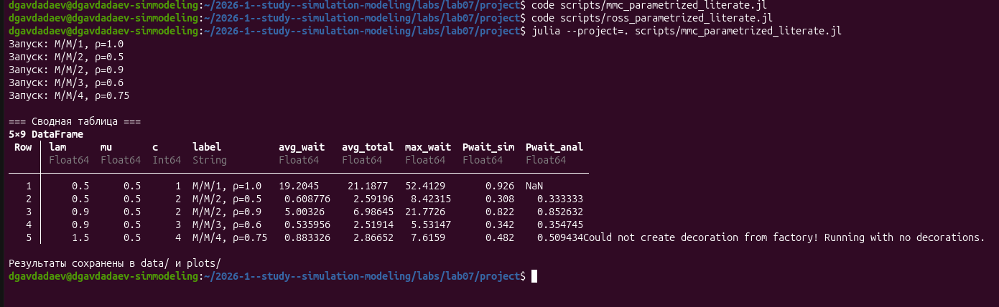 dgavdadaev@dgavdadaev-simmodeling:~/2026-1--study--simulation-modeling/labs/lab07/project$ code scripts/mmc_parametrized_literate.jl
dgavdadaev@dgavdadaev-simmodeling:~/2026-1--study--simulation-modeling/labs/lab07/project$ code scripts/ross_parametrized_literate.jl
dgavdadaev@dgavdadaev-simmodeling:~/2026-1--study--simulation-modeling/labs/lab07/project$ julia --project=. scripts/mmc_parametrized_literate.jl
Запуск: M/M/1, ρ=1.0
Запуск: M/M/2, ρ=0.5
Запуск: M/M/2, ρ=0.9
Запуск: M/M/3, ρ=0.6
Запуск: M/M/4, ρ=0.75
=== Сводная таблица ===
5×9 DataFrame
Row lam mu c label avg_wait avg_total max_wait Pwait_sim Pwait_anal
Float64 Float64 Int64 String Float64 Float64 Float64 Float64 Float64
1 0.5 0.5 1 M/M/1, ρ=1.0 19.2045 21.1877 52.4129 0.926 NaN
2 0.5 0.5 2 M/M/2, ρ=0.5 0.608776 2.59196 8.42315 0.308 0.333333
3 0.9 0.5 2 M/M/2, ρ=0.9 5.00326 6.98645 21.7726 0.822 0.852632
4 0.9 0.5 3 M/M/3, ρ=0.6 0.535956 2.51914 5.53147 0.342 0.354745
5 1.5 0.5 4 M/M/4, ρ=0.75 0.883326 2.86652 7.6159 0.482 0.509434Could not create decoration from factory! Running with no decorations.
Результаты сохранены в data/ и plots/
dgavdadaev@dgavdadaev-simmodeling:~/2026-1--study--simulation-modeling/labs/lab07/project$